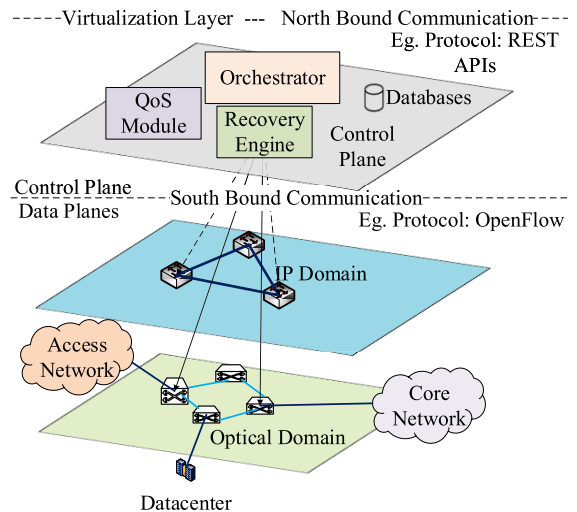 Virtualization Layer --- North Bound Communication
Eg. Protocol: REST
APIs
Orchestrator
QoS
Module
Databases
Recovery
Engine
Control
Plane
Control Plane
South Bound Communication
Data Planes
Eg. Protocol: OpenFlow
IP Domain
Access
Network
Core
Network
Optical Domain
Datacenter